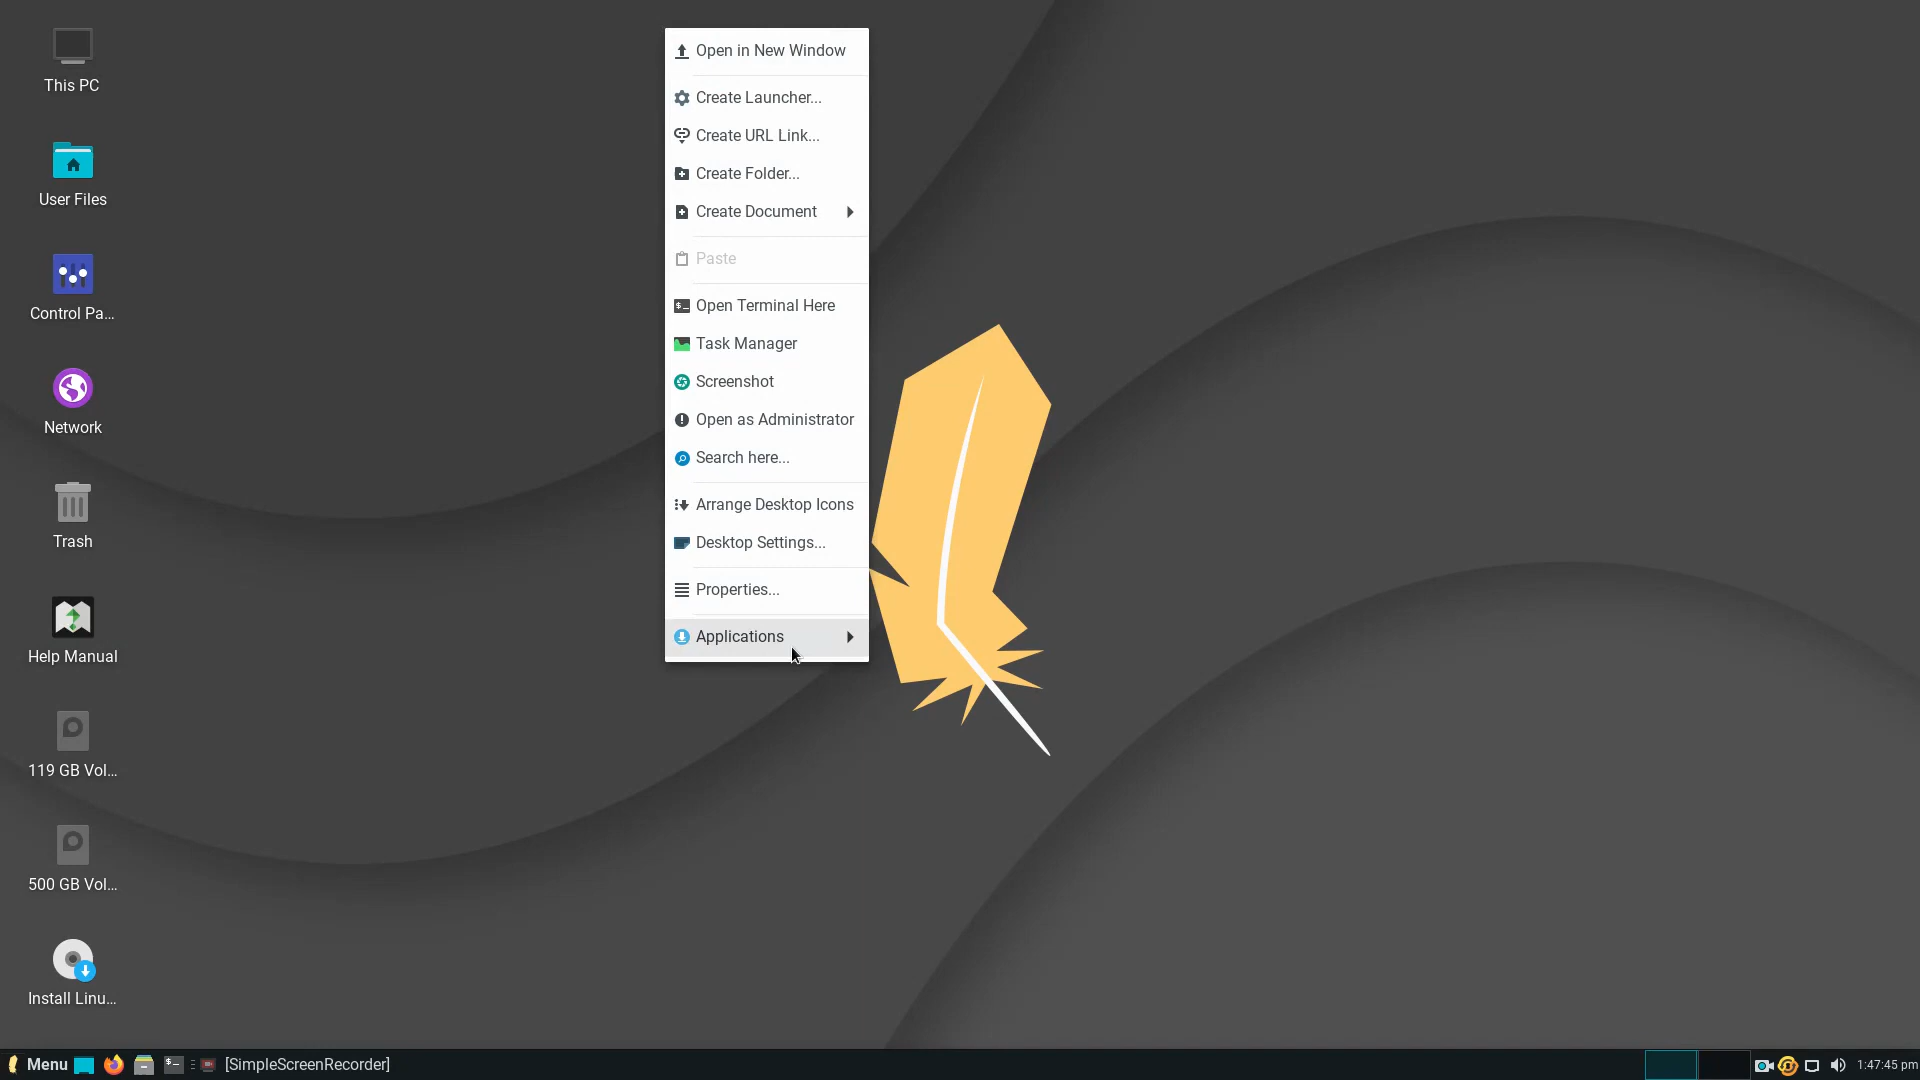 This PC
User Files
Control Pa...
Network
Trash
Help Manual
119 GB Vol...
500 GB Vol...
Install Linu...
Open in New Window
Create Launcher...
Create URL Link...
Create Folder...
Create Document
Paste
Open Terminal Here
Task Manager
Screenshot
Open as Administrator
Search here...
Arrange Desktop Icons
Desktop Settings...
Properties...
Applications
Menu
[SimpleScreenRecorder]
1:47:45 pm